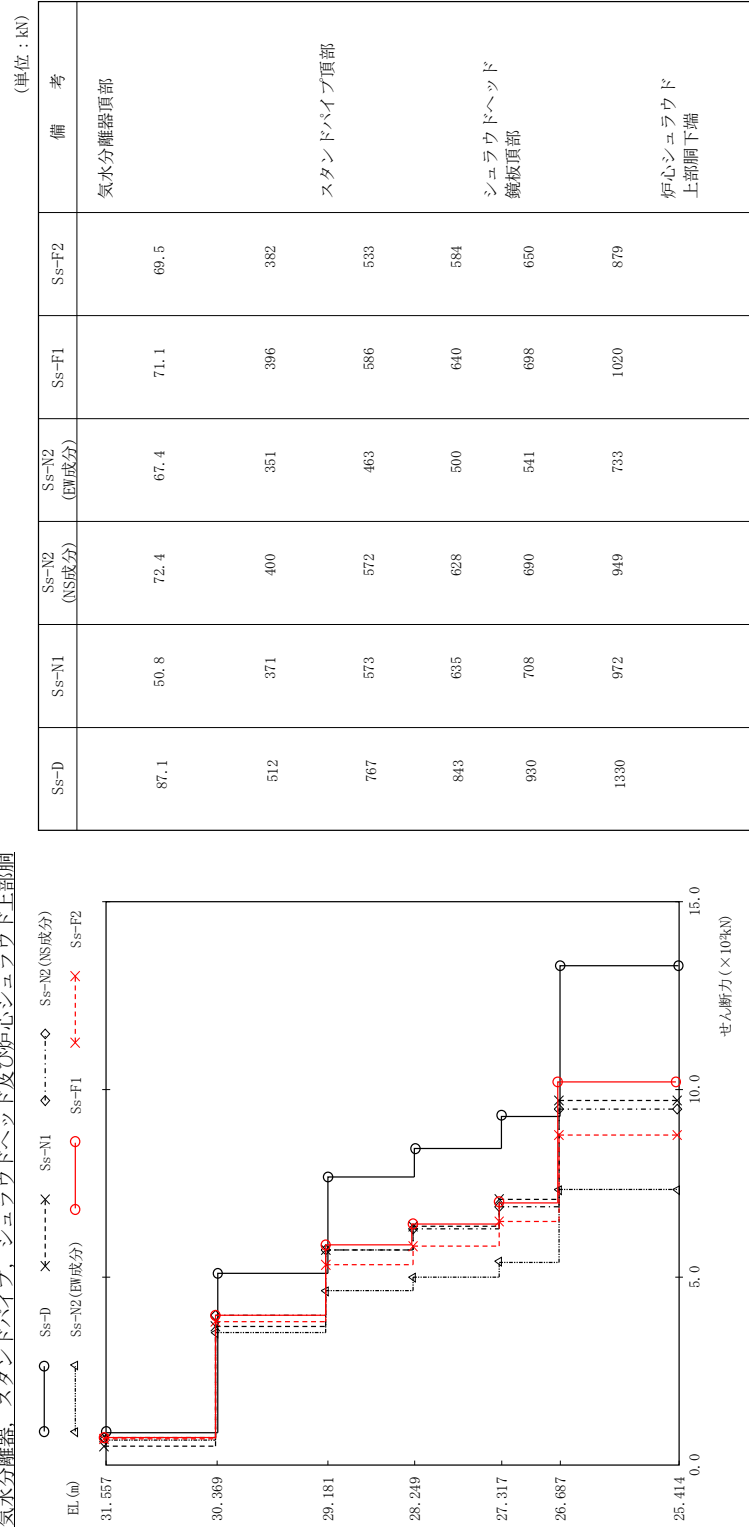 気水分離器，スタンドパイプ，シュラウドヘッド及び炉心シュラウド上部胴
Ss-D
Ss-N1
Ss-N2(NS成分)
Ss-N2(EW成分)
Ss-F1
Ss-F2
EL(m)
31.557
30.369
29.181
28.249
27.317
26.687
25.414
0.0
5.0
10.0
15.0
せん断力(×10²kN)
(単位：kN)
Ss-D Ss-N1 Ss-N2 (NS成分) Ss-N2 (EW成分) Ss-F1 Ss-F2 備 考
気水分離器頂部
87.1 50.8 72.4 67.4 71.1 69.5
512 371 400 351 396 382
スタンドパイプ頂部
767 573 572 463 586 533
843 635 628 500 640 584
シュラウドヘッド
鏡板頂部
930 708 690 541 698 650
1330 972 949 733 1020 879
炉心シュラウド
上部胴下端